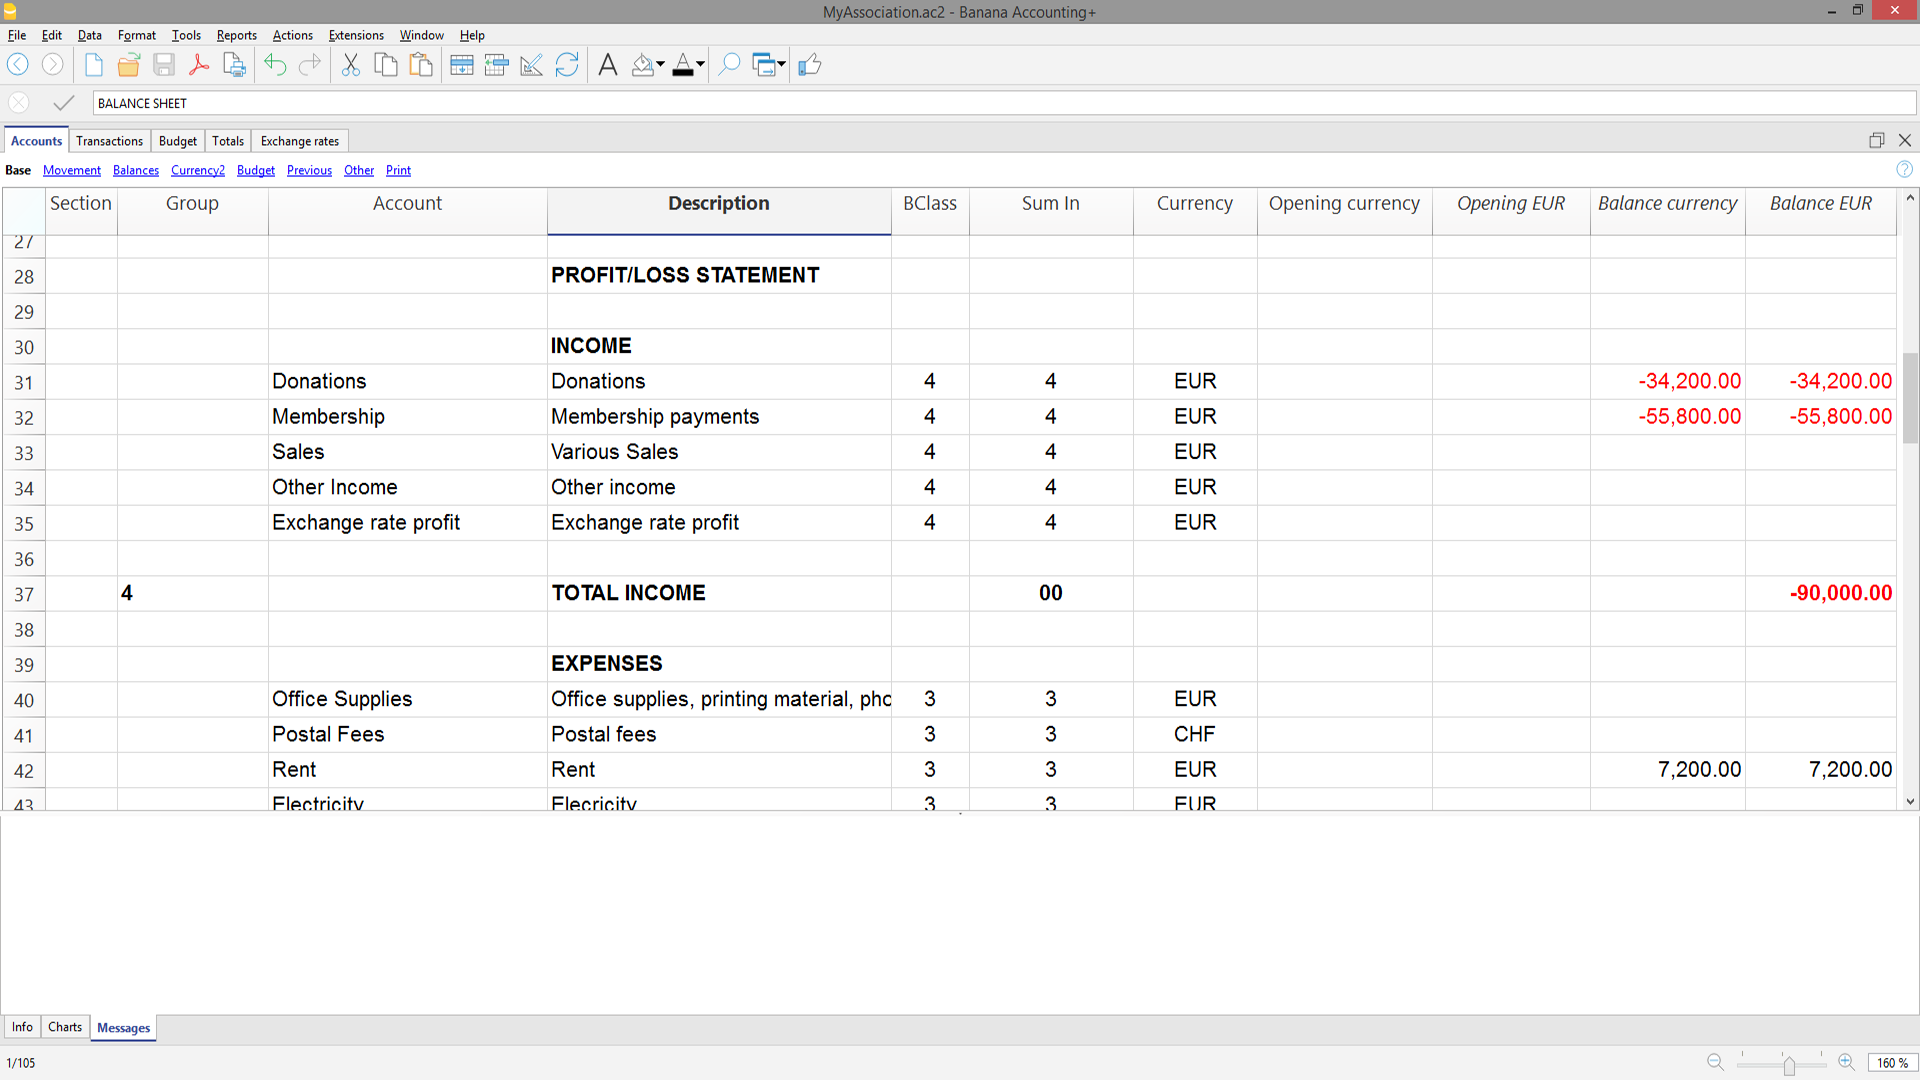 MyAssociation.ac2 - Banana Accounting+
File Edit Data Format Tools Reports Actions Extensions Window Help
BALANCE SHEET
Accounts Transactions Budget Totals Exchange rates
Base Movement Balances Currency2 Budget Previous Other Print
Section Group Account Description BClass Sum In Currency Opening currency Opening EUR Balance currency Balance EUR
27
28 PROFIT/LOSS STATEMENT
29
30 INCOME
31 Donations Donations 4 4 EUR -34,200.00 -34,200.00
32 Membership Membership payments 4 4 EUR -55,800.00 -55,800.00
33 Sales Various Sales 4 4 EUR
34 Other Income Other income 4 4 EUR
35 Exchange rate profit Exchange rate profit 4 4 EUR
36
37 4 TOTAL INCOME 00 -90,000.00
38
39 EXPENSES
40 Office Supplies Office supplies, printing material, pho 3 3 EUR
41 Postal Fees Postal fees 3 3 CHF
42 Rent Rent 3 3 EUR 7,200.00 7,200.00
43 Electricity Elecricity 3 3 EUR
Info Charts Messages
1/105 160 %